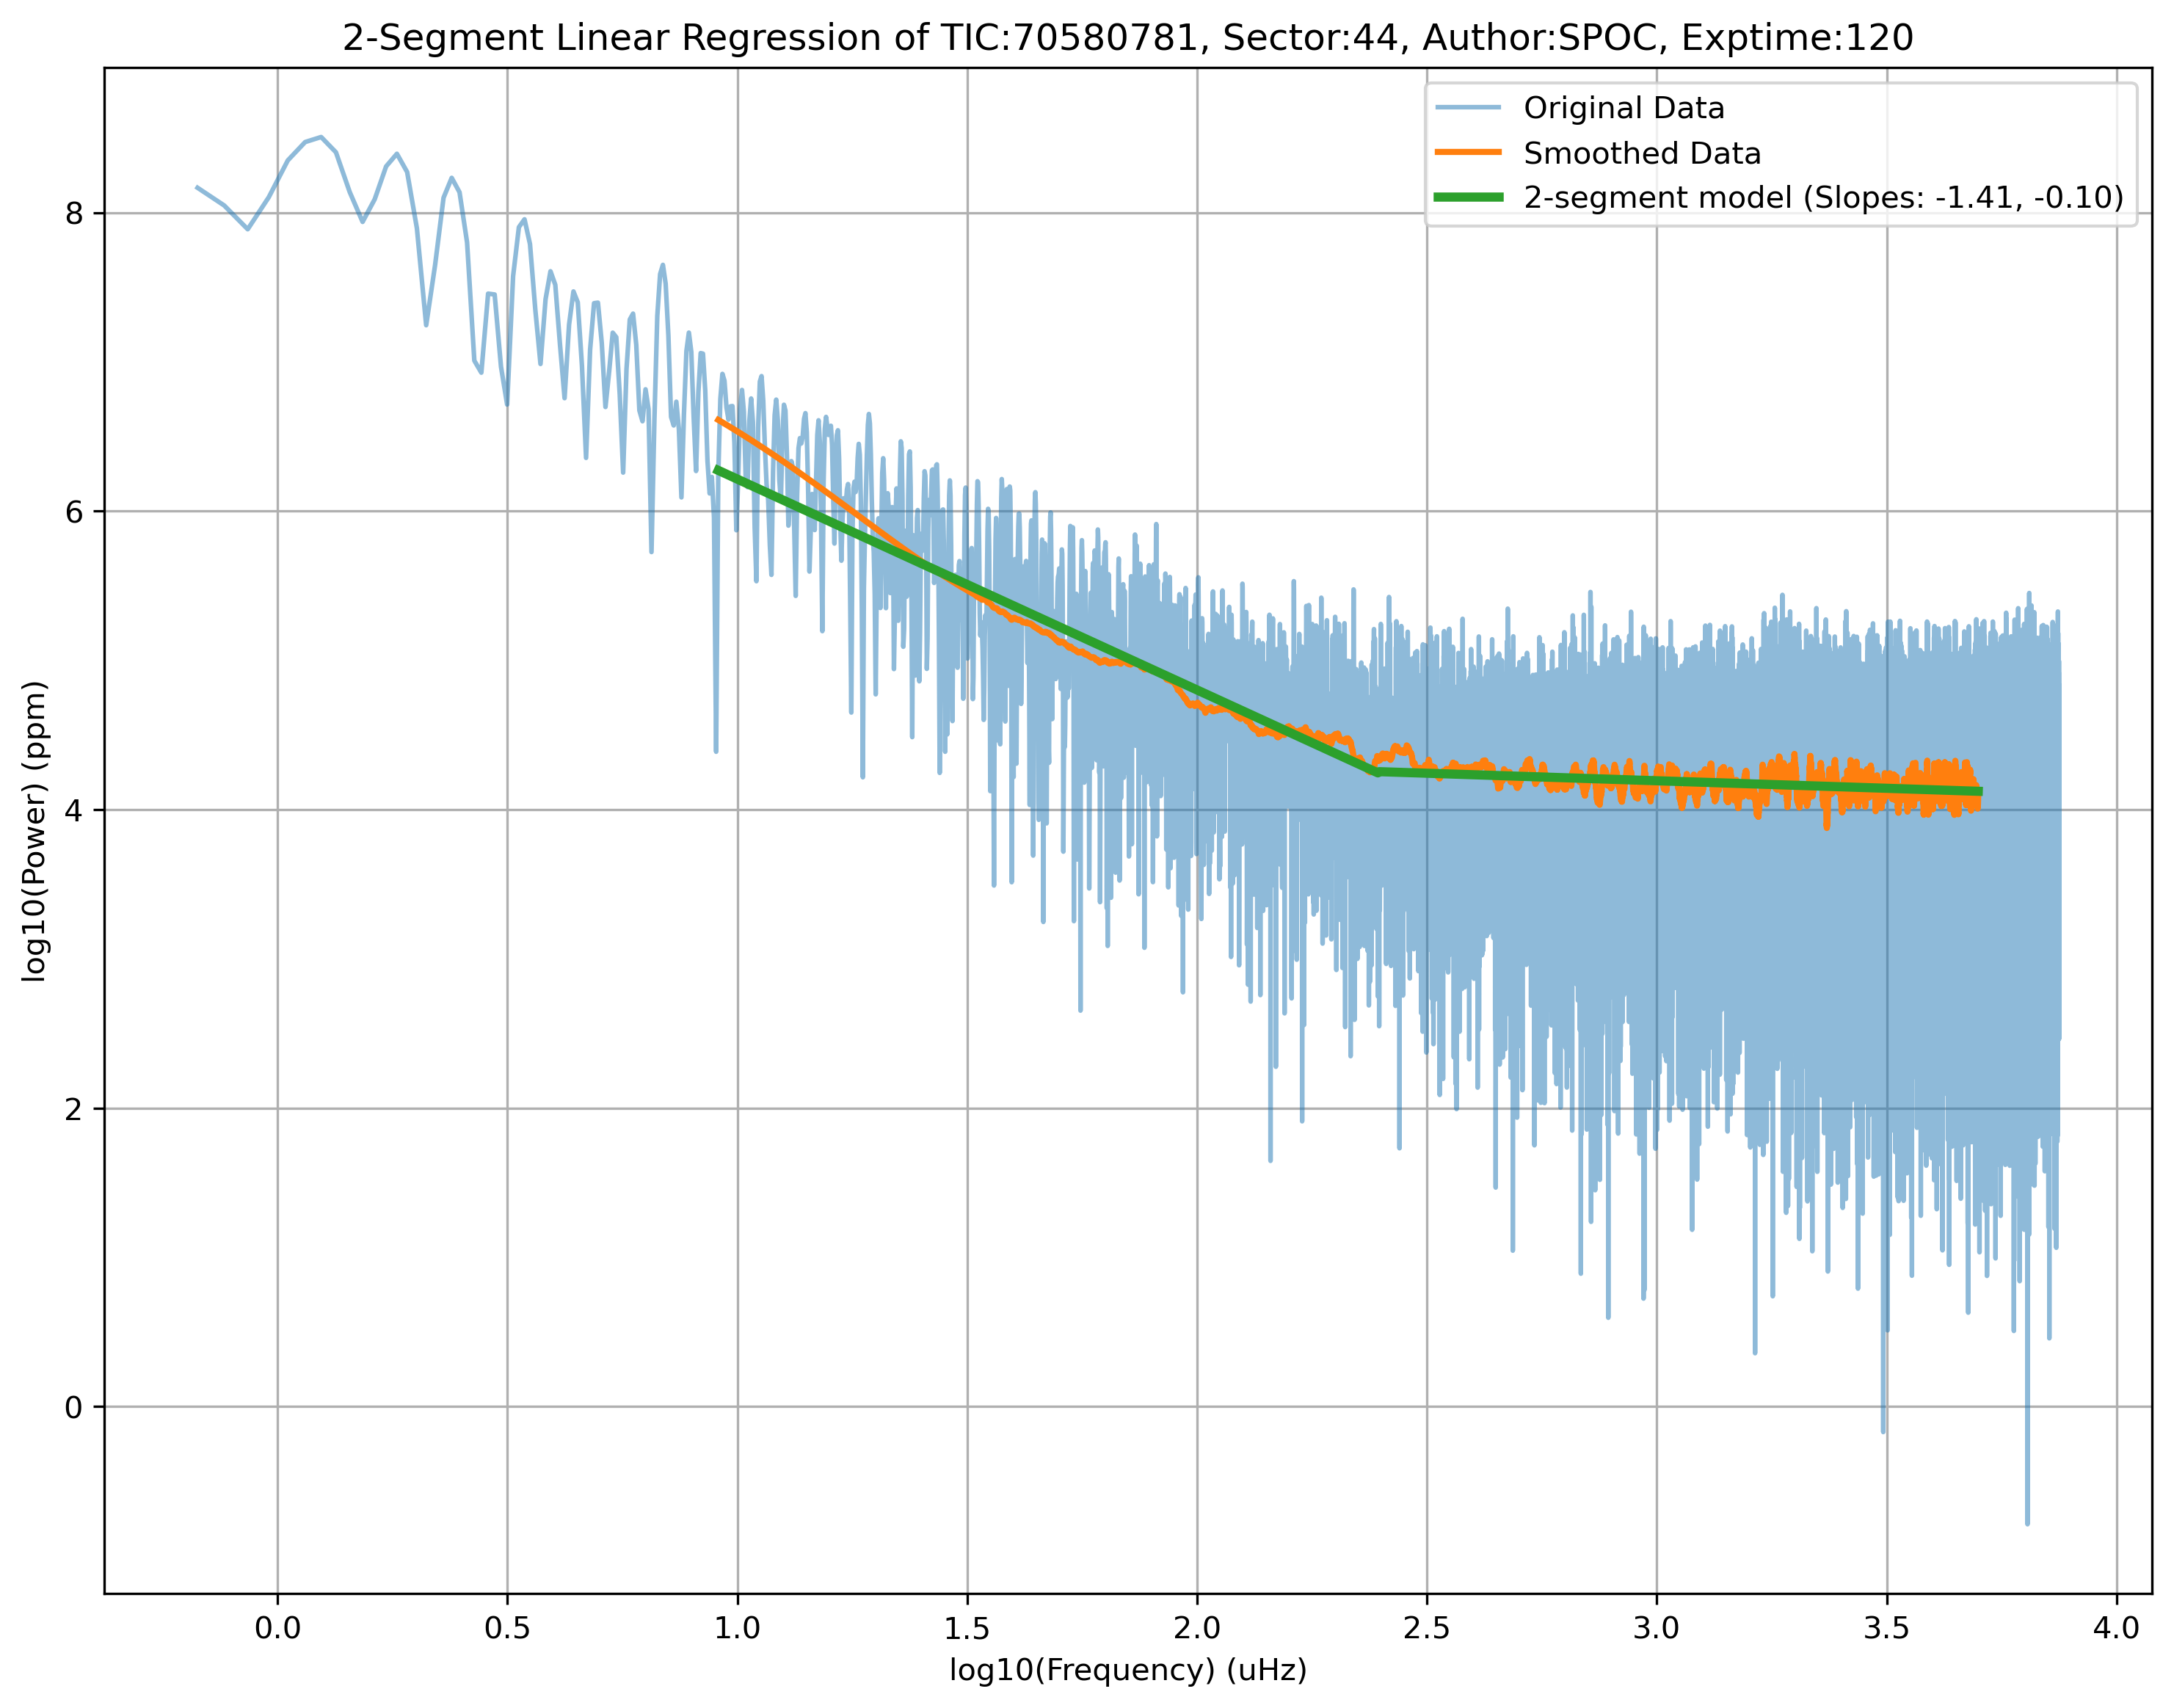 2-Segment Linear Regression of TIC:70580781, Sector:44, Author:SPOC, Exptime:120
Original Data
Smoothed Data
2-segment model (Slopes: -1.41, -0.10)
log10(Power) (ppm)
8
6
4
2
0
0.0 0.5 1.0 1.5 2.0 2.5 3.0 3.5 4.0
log10(Frequency) (uHz)